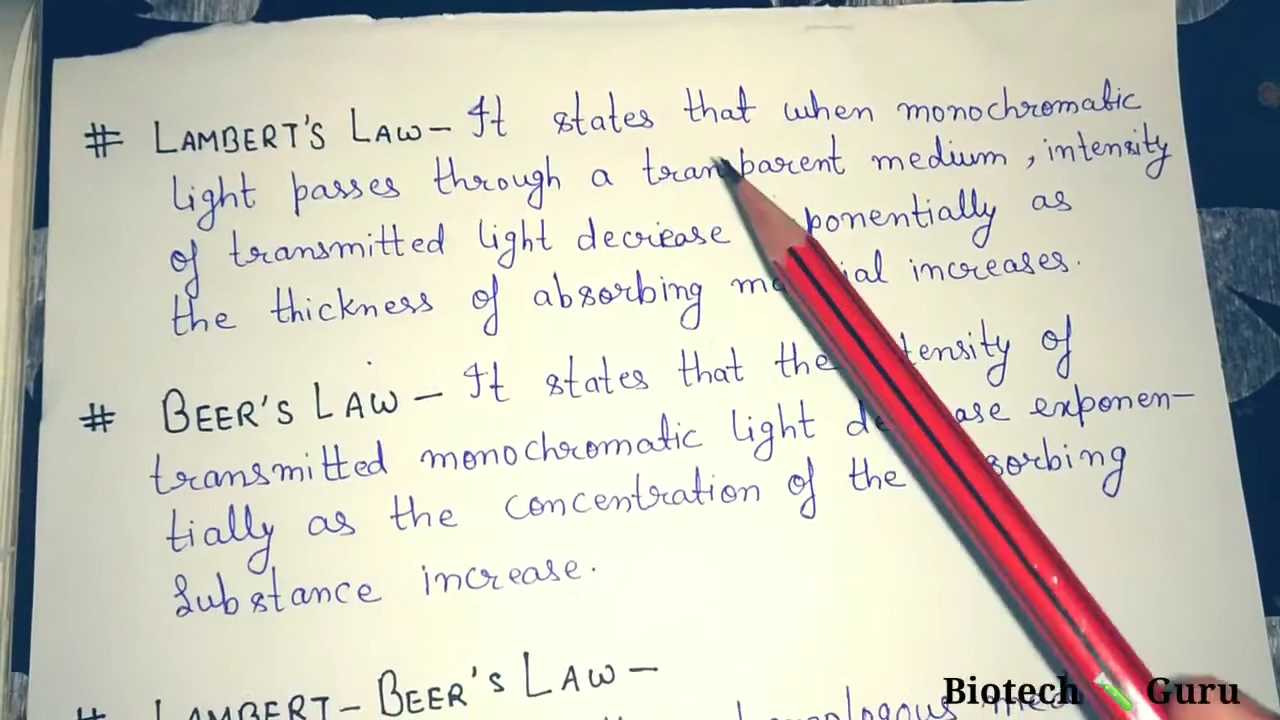 # LAMBERT'S LAW - It states that when monochromatic
light passes through a tranparent medium, intensity
of transmitted light decrease ponentially as
the thickness of absorbing ma ial increases.
# BEER'S LAW - It states that the tensity of
transmitted monochromatic light de ase exponen-
tially as the concentration of the sorbing
substance increase.
# LAMBERT - BEER'S LAW -
Biotech Guru